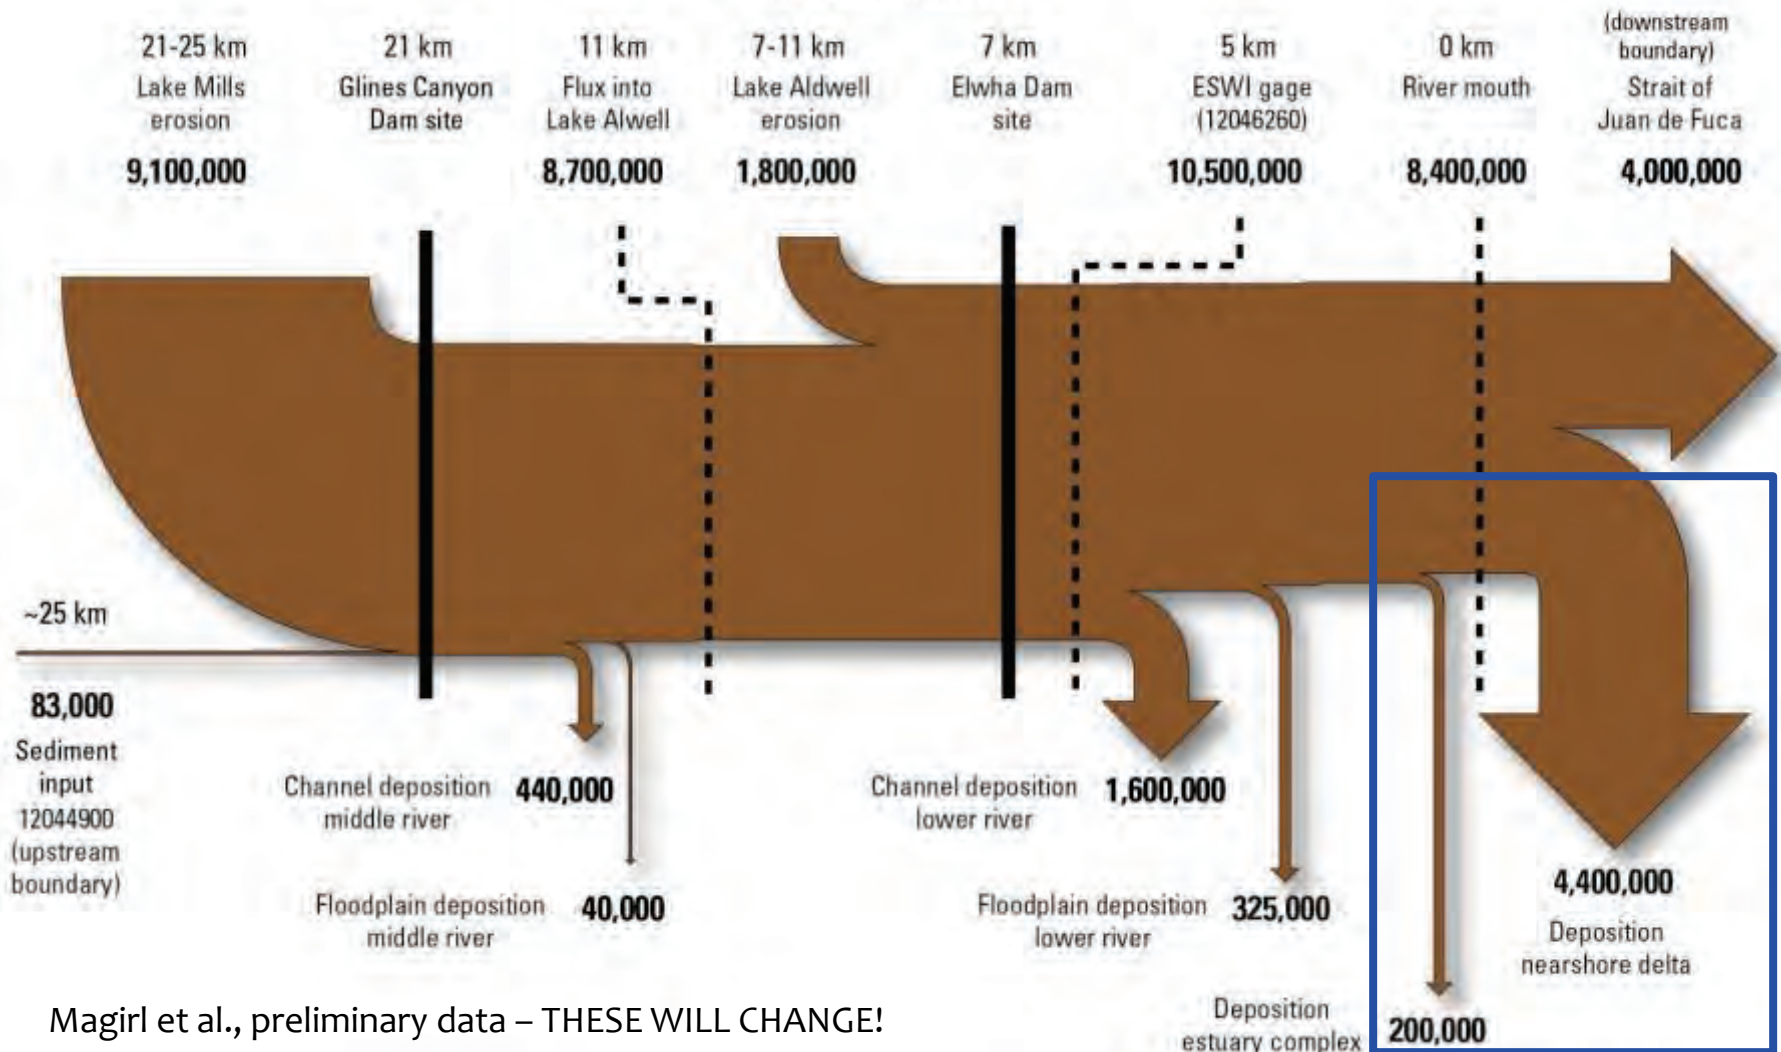 21-25 km
Lake Mills
erosion
9,100,000
21 km
Glines Canyon
Dam site
11 km
Flux into
Lake Alwell
8,700,000
7-11 km
Lake Aldwell
erosion
1,800,000
7 km
Elwha Dam
site
5 km
ESWI gage
(12046260)
10,500,000
0 km
River mouth
8,400,000
(downstream
boundary)
Strait of
Juan de Fuca
4,000,000
~25 km
83,000
Sediment
input
12044900
(upstream
boundary)
Channel deposition
middle river
440,000
Floodplain deposition
middle river
40,000
Channel deposition
lower river
1,600,000
Floodplain deposition
lower river
325,000
Deposition
estuary complex
200,000
4,400,000
Deposition
nearshore delta
Magirl et al., preliminary data – THESE WILL CHANGE!